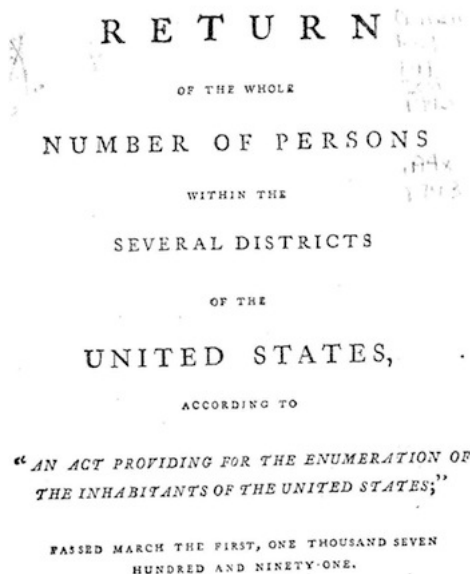 RETURN
OF THE WHOLE
NUMBER OF PERSONS
WITHIN THE
SEVERAL DISTRICTS
OF THE
UNITED STATES,
ACCORDING TO
"AN ACT PROVIDING FOR THE ENUMERATION OF
THE INHABITANTS OF THE UNITED STATES;"
PASSED MARCH THE FIRST, ONE THOUSAND SEVEN
HUNDRED AND NINETY-ONE.